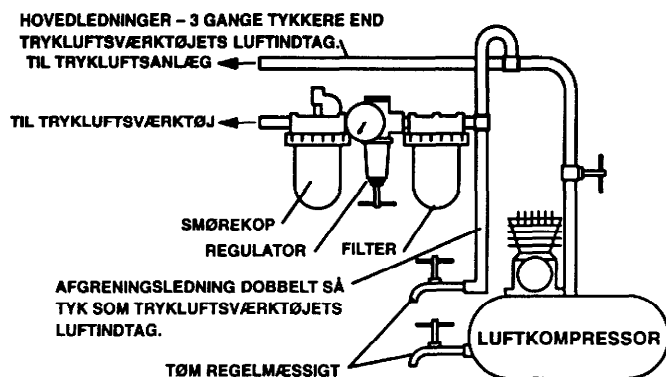 HOVEDLEDNINGER – 3 GANGE TYKKERE END
TRYKLUFTSVÆRKTØJETS LUFTINDTAG.
TIL TRYKLUFTSANLÆG
TIL TRYKLUFTSVÆRKTØJ
SMØREKOP
REGULATOR
FILTER
AFGRENINGSLEDNING DOBBELT SÅ
TYK SOM TRYKLUFTSVÆRKTØJETS
LUFTINDTAG.
LUFTKOMPRESSOR
TØM REGELMÆSSIGT